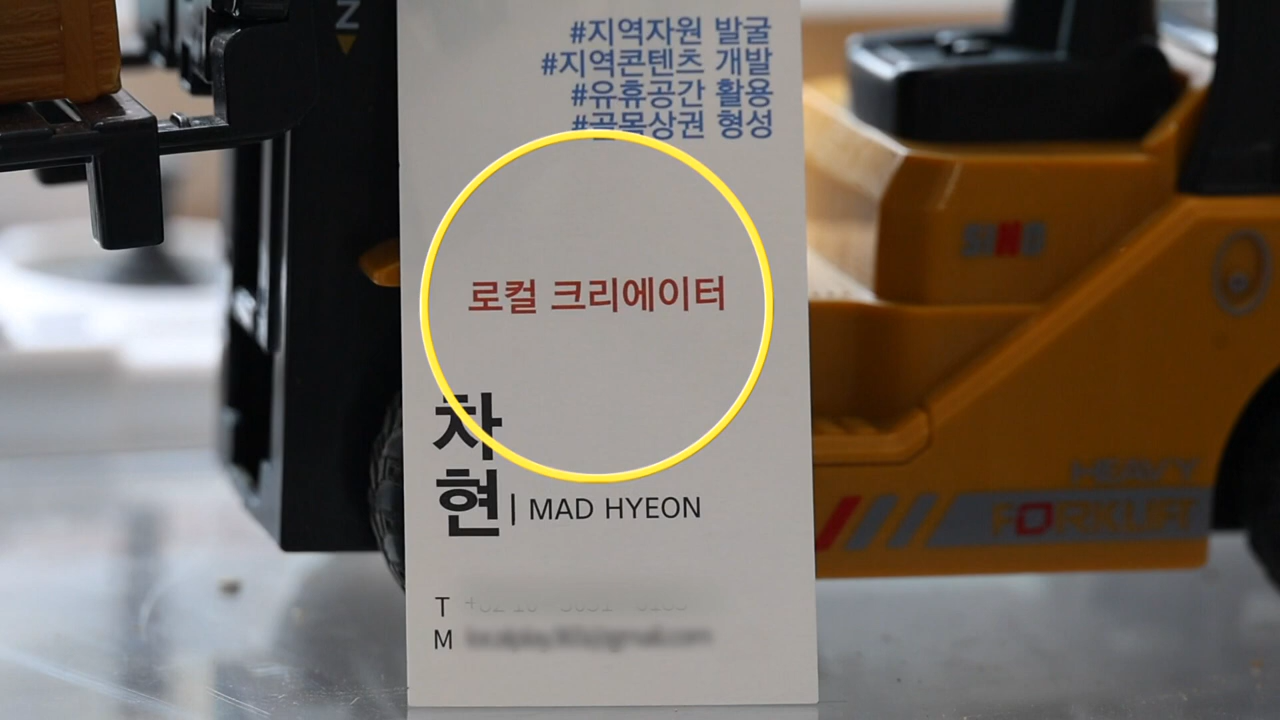 #지역자원 발굴
#지역콘텐츠 개발
#유휴공간 활용
#골목상권 형성
로컬 크리에이터
차
현 | MAD HYEON
T
M
N
HEAVY
FORKLIFT